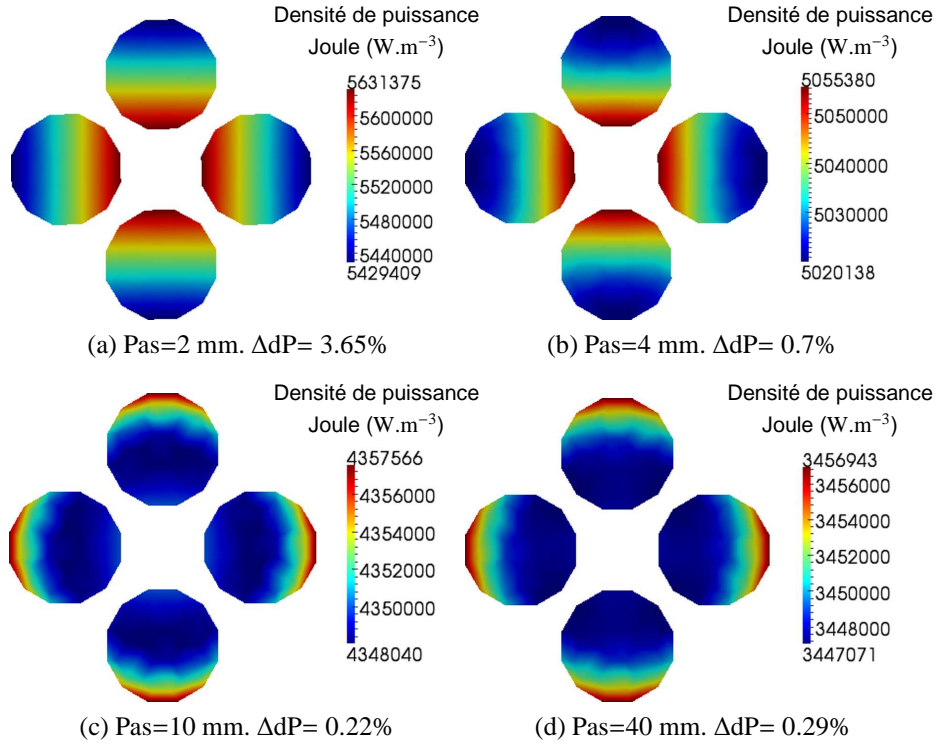 Densité de puissance
Joule (W.m⁻³)
5631375
5600000
5560000
5520000
5480000
5440000
5429409
(a) Pas=2 mm. ΔdP= 3.65%
Densité de puissance
Joule (W.m⁻³)
5055380
5050000
5040000
5030000
5020138
(b) Pas=4 mm. ΔdP= 0.7%
Densité de puissance
Joule (W.m⁻³)
4357566
4356000
4354000
4352000
4350000
4348040
(c) Pas=10 mm. ΔdP= 0.22%
Densité de puissance
Joule (W.m⁻³)
3456943
3456000
3454000
3452000
3450000
3448000
3447071
(d) Pas=40 mm. ΔdP= 0.29%